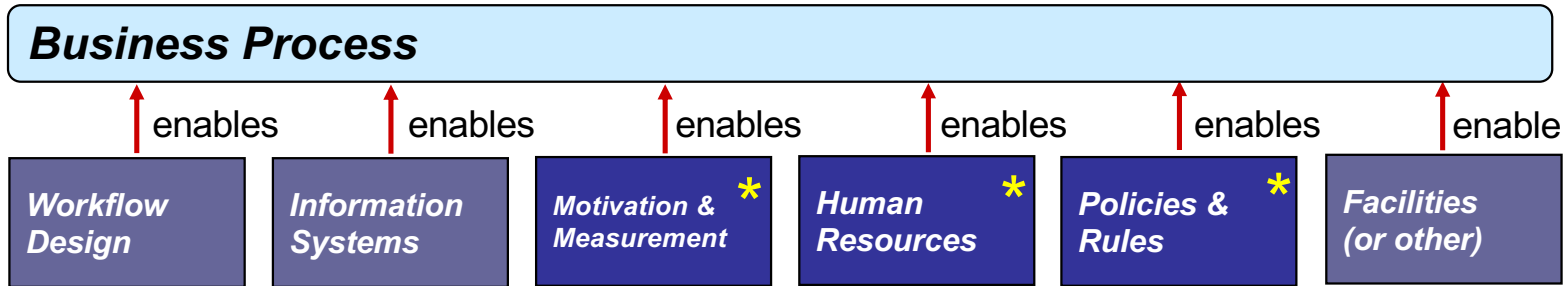 Business Process
enables enables enables enables enables enable
Workflow
Design
Information
Systems
Motivation & *
Measurement
Human *
Resources
Policies & *
Rules
Facilities
(or other)